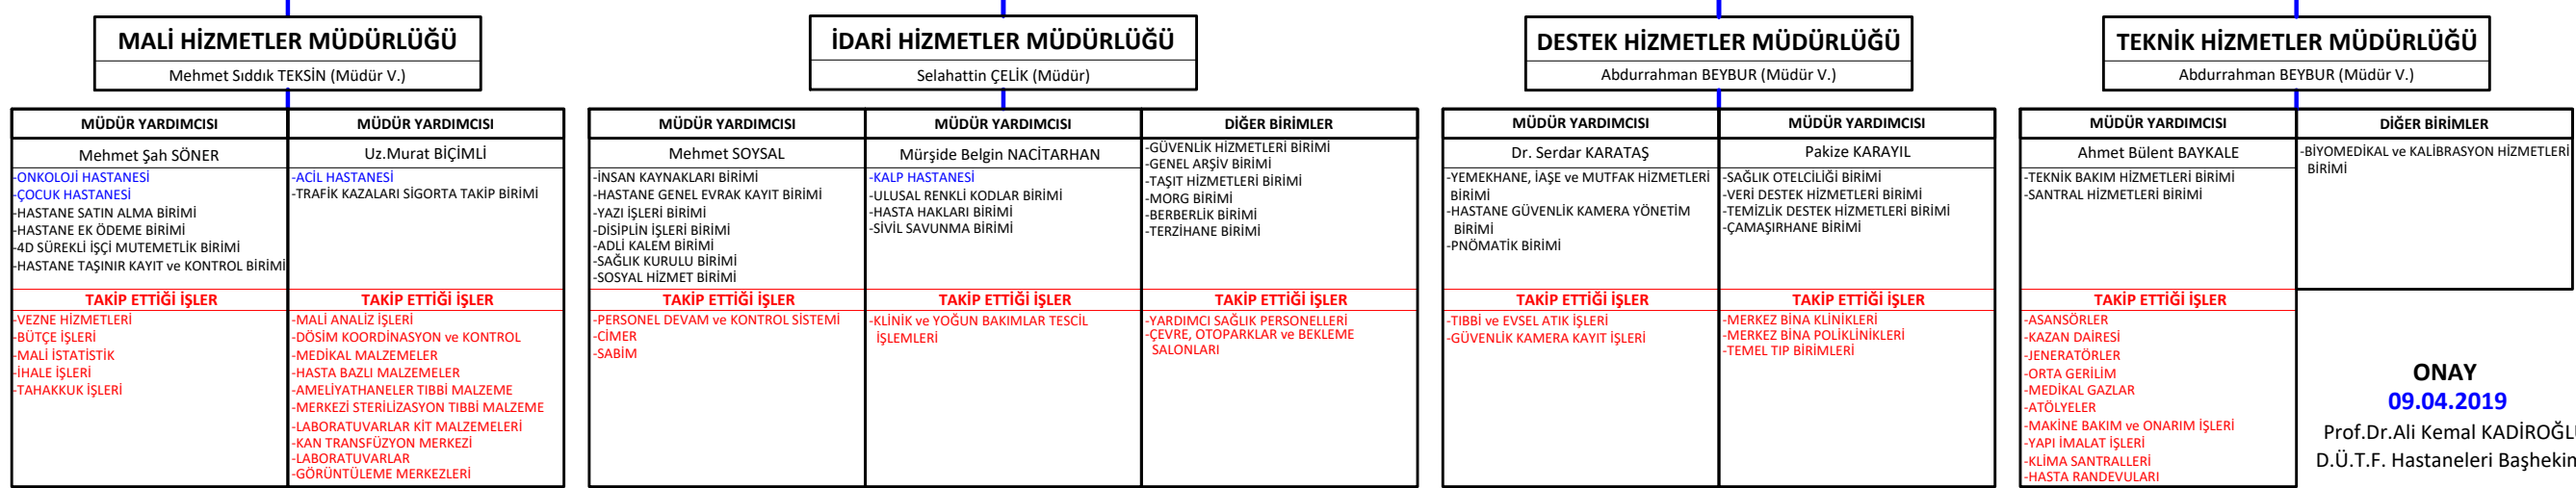 MALİ HİZMETLER MÜDÜRLÜĞÜ
Mehmet Sıddık TEKSİN (Müdür V.)
MÜDÜR YARDIMCISI
Mehmet Şah SÖNER
-ONKOLOJİ HASTANESİ
-ÇOCUK HASTANESİ
-HASTANE SATIN ALMA BİRİMİ
-HASTANE EK ÖDEME BİRİMİ
-4D SÜREKLİ İŞÇİ MUTEMETLİK BİRİMİ
-HASTANE TAŞINIR KAYIT ve KONTROL BİRİMİ
TAKİP ETTİĞİ İŞLER
-VEZNE HİZMETLERİ
-BÜTÇE İŞLERİ
-MALİ İSTATİSTİK
-İHALE İŞLERİ
-TAHAKKUK İŞLERİ
MÜDÜR YARDIMCISI
Uz.Murat BİÇİMLİ
-ACİL HASTANESİ
-TRAFİK KAZALARI SİGORTA TAKİP BİRİMİ
TAKİP ETTİĞİ İŞLER
-MALİ ANALİZ İŞLERİ
-DÖSİM KOORDİNASYON ve KONTROL
-MEDİKAL MALZEMELER
-HASTA BAZLI MALZEMELER
-AMELİYATHANELER TIBBİ MALZEME
-MERKEZİ STERİLİZASYON TIBBİ MALZEME
-LABORATUVARLAR KİT MALZEMELERİ
-KAN TRANSFÜZYON MERKEZİ
-LABORATUVARLAR
-GÖRÜNTÜLEME MERKEZLERİ
İDARİ HİZMETLER MÜDÜRLÜĞÜ
Selahattin ÇELİK (Müdür)
MÜDÜR YARDIMCISI
Mehmet SOYSAL
-İNSAN KAYNAKLARI BİRİMİ
-HASTANE GENEL EVRAK KAYIT BİRİMİ
-YAZI İŞLERİ BİRİMİ
-DİSİPLİN İŞLERİ BİRİMİ
-ADLİ KALEM BİRİMİ
-SAĞLIK KURULU BİRİMİ
-SOSYAL HİZMET BİRİMİ
TAKİP ETTİĞİ İŞLER
-PERSONEL DEVAM ve KONTROL SİSTEMİ
-CİMER
-SABİM
MÜDÜR YARDIMCISI
Mürşide Belgin NACİTARHAN
-KALP HASTANESİ
-ULUSAL RENKLİ KODLAR BİRİMİ
-HASTA HAKLARI BİRİMİ
-SİVİL SAVUNMA BİRİMİ
TAKİP ETTİĞİ İŞLER
-KLİNİK ve YOĞUN BAKIMLAR TESCİL
İŞLEMLERİ
DİĞER BİRİMLER
-GÜVENLİK HİZMETLERİ BİRİMİ
-GENEL ARŞİV BİRİMİ
-TAŞIT HİZMETLERİ BİRİMİ
-MORG BİRİMİ
-BERBERLİK BİRİMİ
-TERZİHANE BİRİMİ
TAKİP ETTİĞİ İŞLER
-YARDIMCI SAĞLIK PERSONELLERİ
-ÇEVRE, OTOPARKLAR ve BEKLEME
SALONLARI
DESTEK HİZMETLER MÜDÜRLÜĞÜ
Abdurrahman BEYBUR (Müdür V.)
MÜDÜR YARDIMCISI
Dr. Serdar KARATAŞ
-YEMEKHANE, İAŞE ve MUTFAK HİZMETLERİ
BİRİMİ
-HASTANE GÜVENLİK KAMERA YÖNETİM
BİRİMİ
-PNÖMATİK BİRİMİ
TAKİP ETTİĞİ İŞLER
-TIBBİ ve EVSEL ATIK İŞLERİ
-GÜVENLİK KAMERA KAYIT İŞLERİ
MÜDÜR YARDIMCISI
Pakize KARAYIL
-SAĞLIK OTELCİLİĞİ BİRİMİ
-VERİ DESTEK HİZMETLERİ BİRİMİ
-TEMİZLİK DESTEK HİZMETLERİ BİRİMİ
-ÇAMAŞIRHANE BİRİMİ
TAKİP ETTİĞİ İŞLER
-MERKEZ BİNA KLİNİKLERİ
-MERKEZ BİNA POLİKLİNİKLERİ
-TEMEL TIP BİRİMLERİ
TEKNİK HİZMETLER MÜDÜRLÜĞÜ
Abdurrahman BEYBUR (Müdür V.)
MÜDÜR YARDIMCISI
Ahmet Bülent BAYKALE
-TEKNİK BAKIM HİZMETLERİ BİRİMİ
-SANTRAL HİZMETLERİ BİRİMİ
TAKİP ETTİĞİ İŞLER
-ASANSÖRLER
-KAZAN DAİRESİ
-JENERATÖRLER
-ORTA GERİLİM
-MEDİKAL GAZLAR
-ATÖLYELER
-MAKİNE BAKIM ve ONARIM İŞLERİ
-YAPI İMALAT İŞLERİ
-KLİMA SANTRALLERİ
-HASTA RANDEVULARI
DİĞER BİRİMLER
-BİYOMEDİKAL ve KALİBRASYON HİZMETLERİ
BİRİMİ
ONAY
09.04.2019
Prof.Dr.Ali Kemal
D.Ü.T.F. Hastaneleri